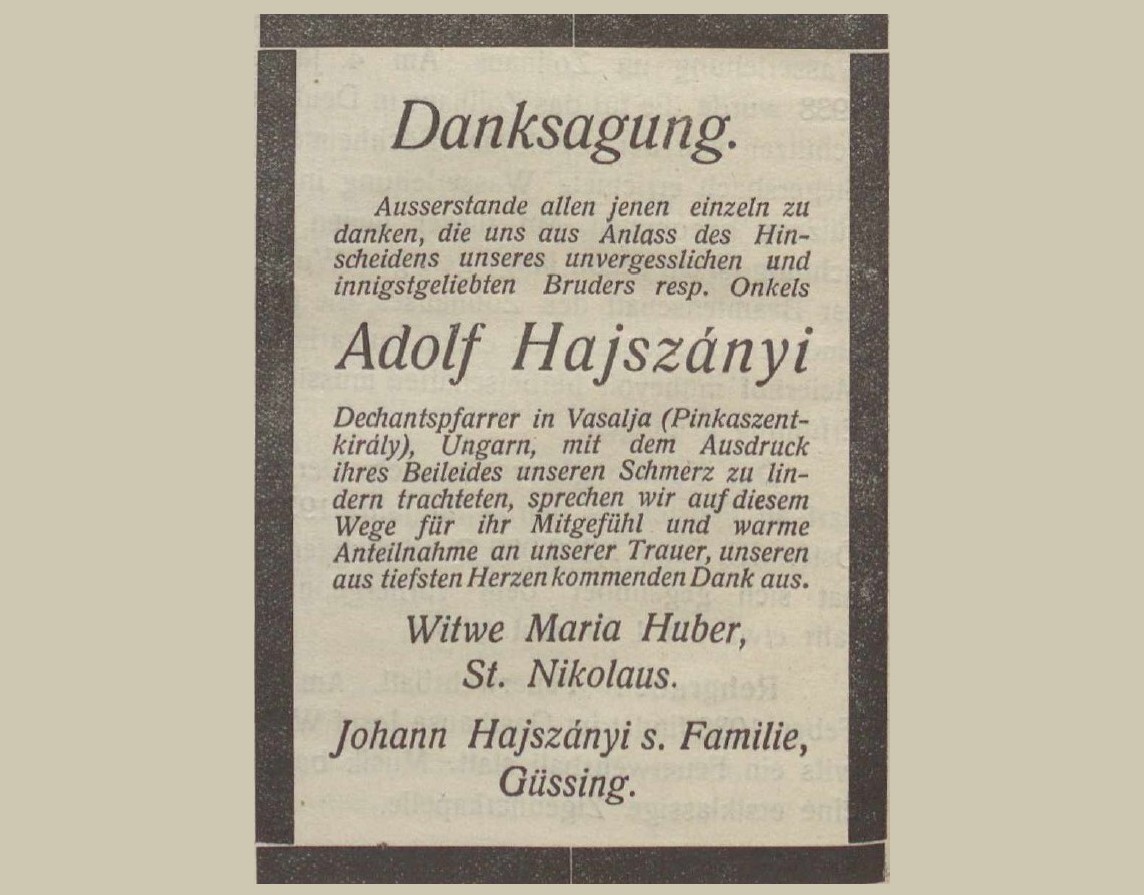 Danksagung.
Ausserstande allen jenen einzeln zu
danken, die uns aus Anlass des Hin-
scheidens unseres unvergesslichen und
innigstgeliebten Bruders resp. Onkels
Adolf Hajszányi
Dechantspfarrer in Vasalja (Pinkaszent-
király), Ungarn, mit dem Ausdruck
ihres Beileides unseren Schmerz zu lin-
dern trachteten, sprechen wir auf diesem
Wege für ihr Mitgefühl und warme
Anteilnahme an unserer Trauer, unseren
aus tiefsten Herzen kommenden Dank aus.
Witwe Maria Huber,
St. Nikolaus.
Johann Hajszányi s. Familie,
Güssing.